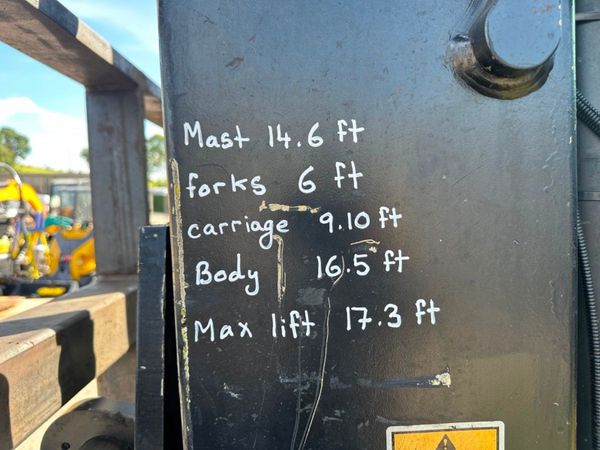 Mast 14.6 ft
forks 6 ft
carriage 9.10 ft
Body 16.5 ft
Max lift 17.3 ft